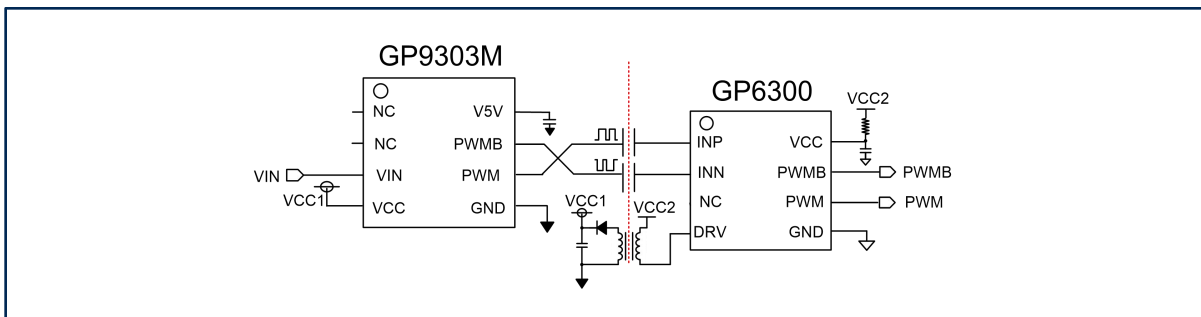 GP9303M
NC
NC
VIN
VIN
VCC1
VCC
V5V
PWMB
PWM
GND
VCC1
VCC2
GP6300
INP
INN
NC
DRV
VCC2
VCC
PWMB
PWMB
PWM
PWM
GND